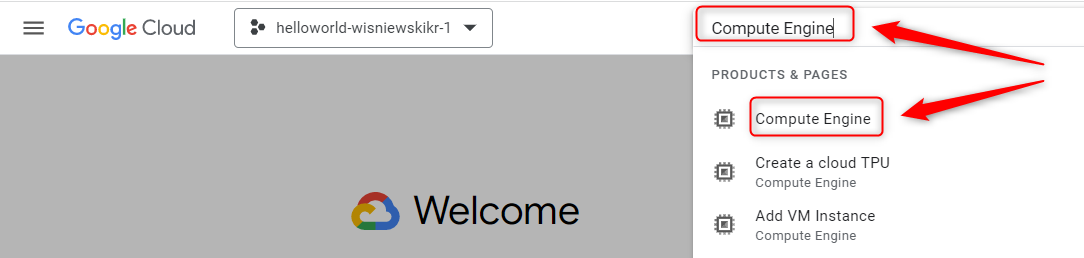 Google Cloud
helloworld-wisniewskikr-1
Compute Engine
PRODUCTS & PAGES
Compute Engine
Create a cloud TPU
Compute Engine
Add VM Instance
Compute Engine
Welcome